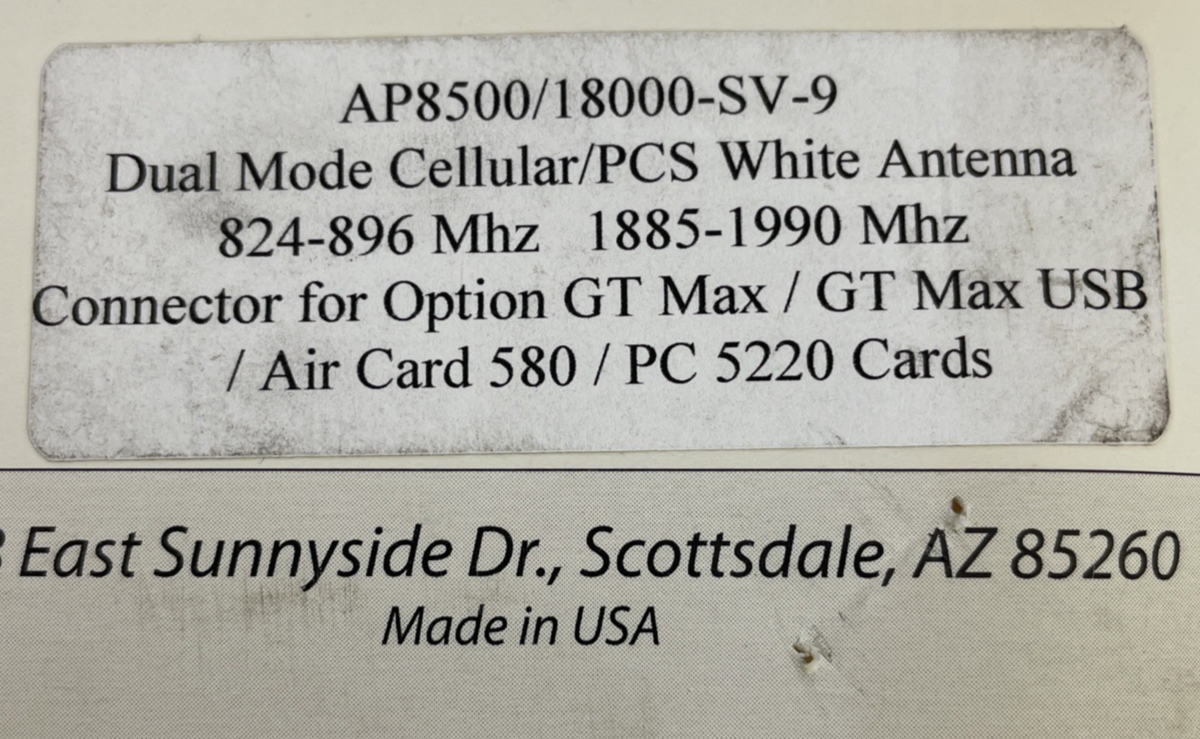 AP8500/18000-SV-9
Dual Mode Cellular/PCS White Antenna
824-896 Mhz 1885-1990 Mhz
Connector for Option GT Max / GT Max USB
/ Air Card 580 / PC 5220 Cards
East Sunnyside Dr., Scottsdale, AZ 85260
Made in USA